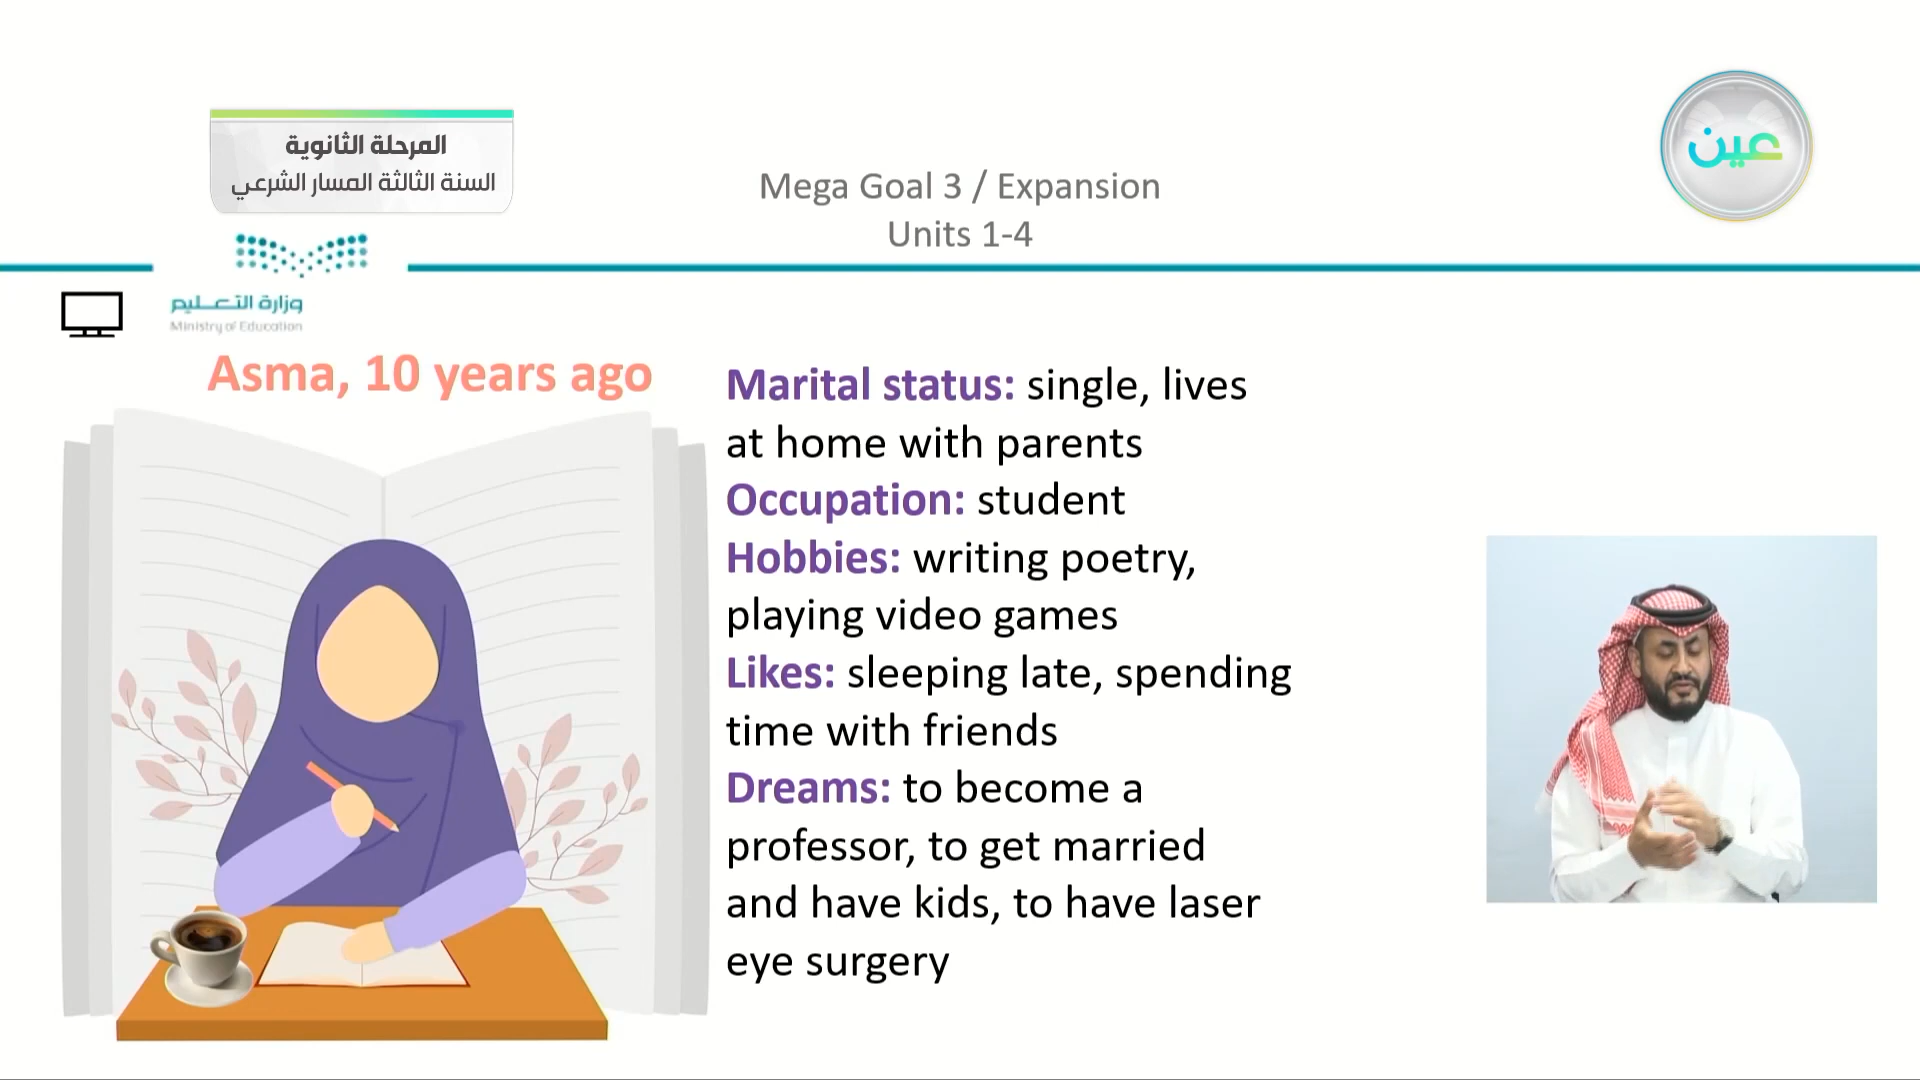 المرحلة الثانوية
السنة الثالثة المسار الشرعي
عين
Mega Goal 3 / Expansion
Units 1-4
وزارة التعليم
Ministry of Education
Asma, 10 years ago
Marital status: single, lives
at home with parents
Occupation: student
Hobbies: writing poetry,
playing video games
Likes: sleeping late, spending
time with friends
Dreams: to become a
professor, to get married
and have kids, to have laser
eye surgery